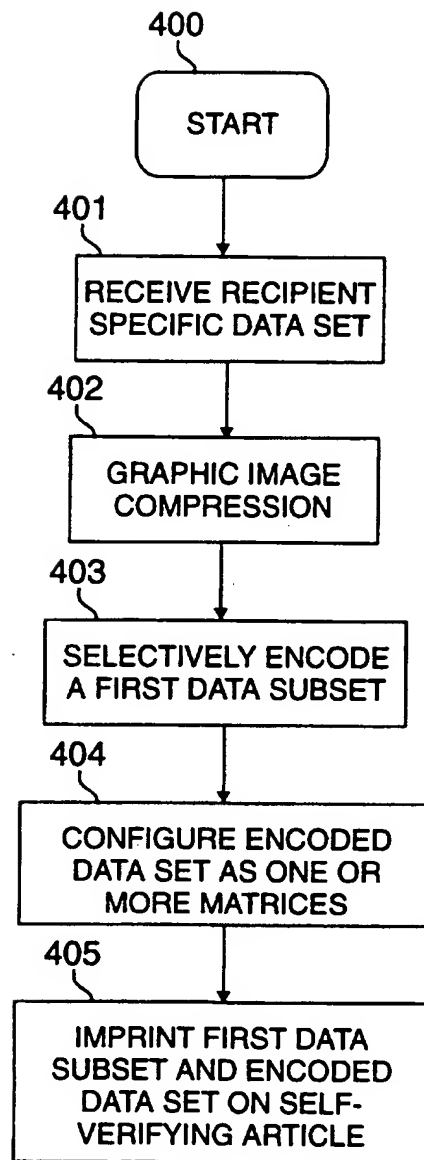 400
START
401
RECEIVE RECIPIENT
SPECIFIC DATA SET
402
GRAPHIC IMAGE
COMPRESSION
403
SELECTIVELY ENCODE
A FIRST DATA SUBSET
404
CONFIGURE ENCODED
DATA SET AS ONE OR
MORE MATRICES
405
IMPRINT FIRST DATA
SUBSET AND ENCODED
DATA SET ON SELF-
VERIFYING ARTICLE